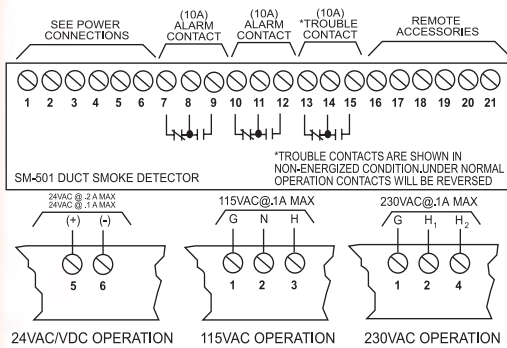 SEE POWER
CONNECTIONS
(10A)
ALARM
CONTACT
(10A)
ALARM
CONTACT
(10A)
*TROUBLE
CONTACT
REMOTE
ACCESSORIES
1 2 3 4 5 6 7 8 9 10 11 12 13 14 15 16 17 18 19 20 21
*TROUBLE CONTACTS ARE SHOWN IN
NON-ENERGIZED CONDITION.UNDER NORMAL
OPERATION CONTACTS WILL BE REVERSED
SM-501 DUCT SMOKE DETECTOR
24VAC @ .2 A MAX
24VAC @ .1 A MAX
(+) (-)
5 6
24VAC/VDC OPERATION
115VAC@.1A MAX
G N H
1 2 3
115VAC OPERATION
230VAC@.1A MAX
G H1 H2
1 2 4
230VAC OPERATION